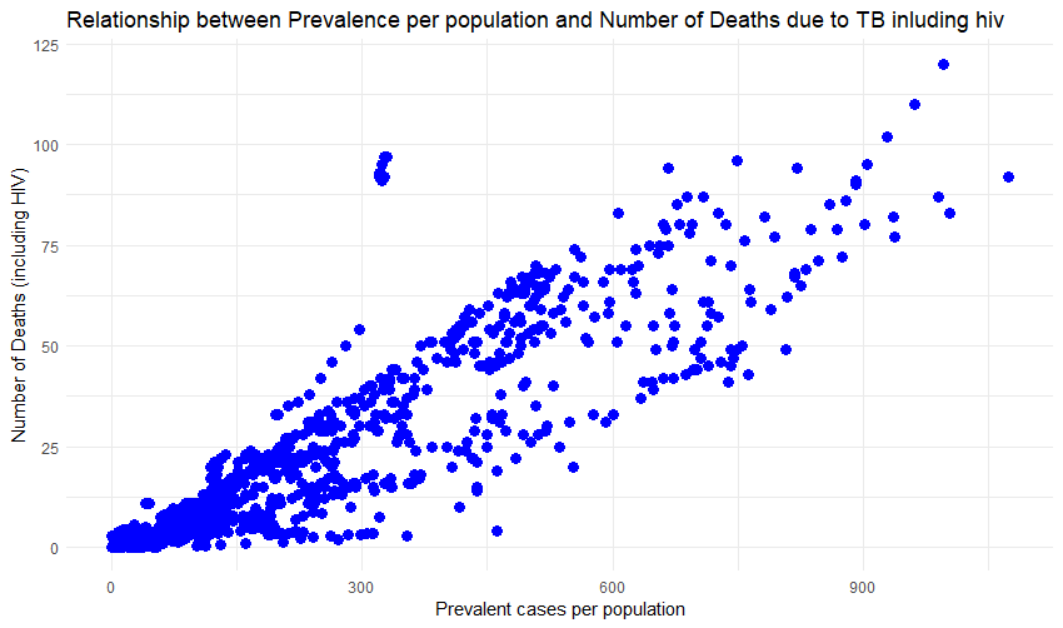 Relationship between Prevalence per population and Number of Deaths due to TB inluding hiv
125
100
75
50
25
0
Number of Deaths (including HIV)
0 300 600 900
Prevalent cases per population